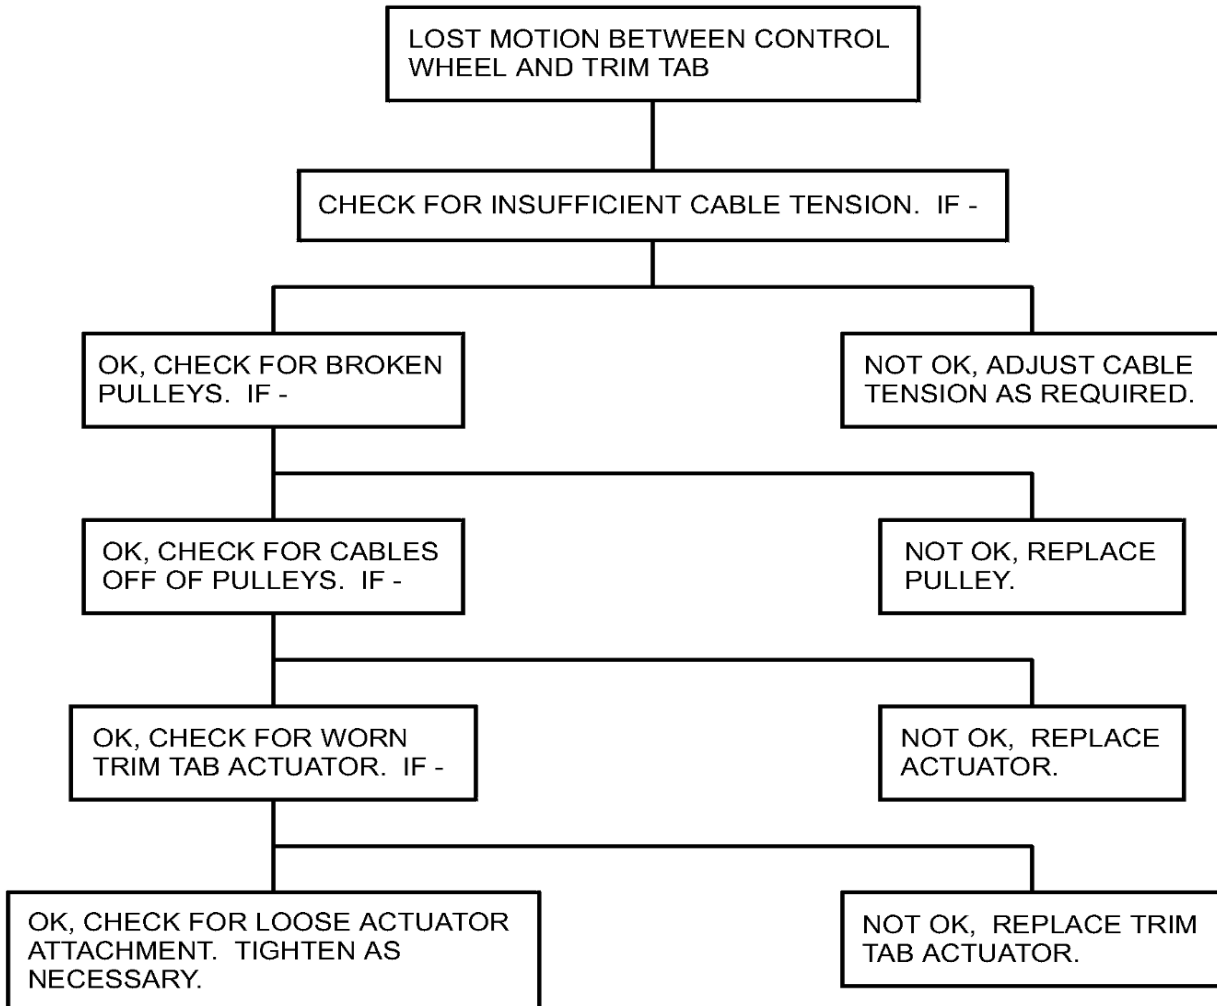 LOST MOTION BETWEEN CONTROL
WHEEL AND TRIM TAB
CHECK FOR INSUFFICIENT CABLE TENSION.  IF -
OK, CHECK FOR BROKEN
PULLEYS.  IF -
NOT OK, ADJUST CABLE
TENSION AS REQUIRED.
OK, CHECK FOR CABLES
OFF OF PULLEYS.  IF -
NOT OK, REPLACE
PULLEY.
OK, CHECK FOR WORN
TRIM TAB ACTUATOR.  IF -
NOT OK,  REPLACE
ACTUATOR.
OK, CHECK FOR LOOSE ACTUATOR
ATTACHMENT.  TIGHTEN AS
NECESSARY.
NOT OK,  REPLACE TRIM
TAB ACTUATOR.